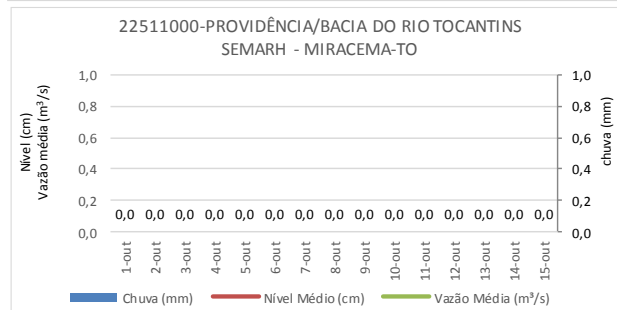 22511000-PROVIDÊNCIA/BACIA DO RIO TOCANTINS
SEMARH - MIRACEMA-TO
Nível (cm)
Vazão média (m³/s)
1,0
0,8
0,6
0,4
0,2
0,0
0,0 0,0 0,0 0,0 0,0 0,0 0,0 0,0 0,0 0,0 0,0 0,0 0,0 0,0 0,0
1,0
0,8
0,6
0,4
0,2
0,0
chuva (mm)
1-out 2-out 3-out 4-out 5-out 6-out 7-out 8-out 9-out 10-out 11-out 12-out 13-out 14-out 15-out
Chuva (mm) Nível Médio (cm) Vazão Média (m³/s)